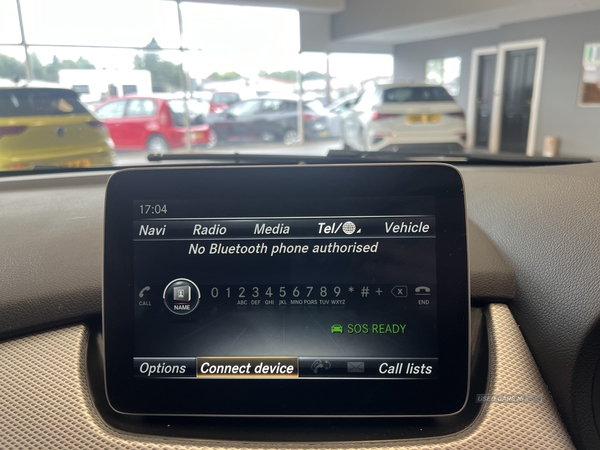 17:04
Navi Radio Media Tel/ Vehicle
No Bluetooth phone authorised
0 1 2 3 4 5 6 7 8 9 * # +
CALL NAME ABC DEF GHI JKL MNO PQRS TUV WXYZ END
SOS READY
Options Connect device Call lists